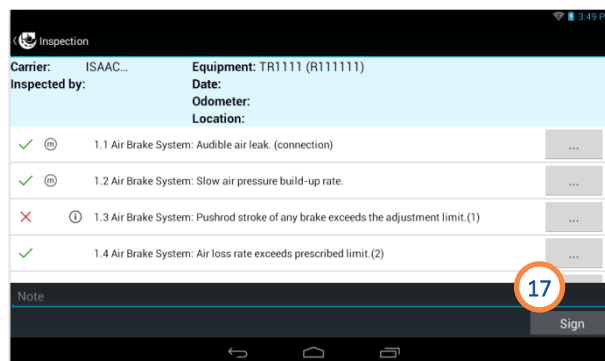 3:49 P
Inspection
Carrier: ISAAC... Equipment: TR1111 (R111111)
Inspected by: Date:
Odometer:
Location:
m 1.1 Air Brake System: Audible air leak. (connection) ...
m 1.2 Air Brake System: Slow air pressure build-up rate. ...
i 1.3 Air Brake System: Pushrod stroke of any brake exceeds the adjustment limit.(1) ...
1.4 Air Brake System: Air loss rate exceeds prescribed limit.(2) ...
17
Note
Sign